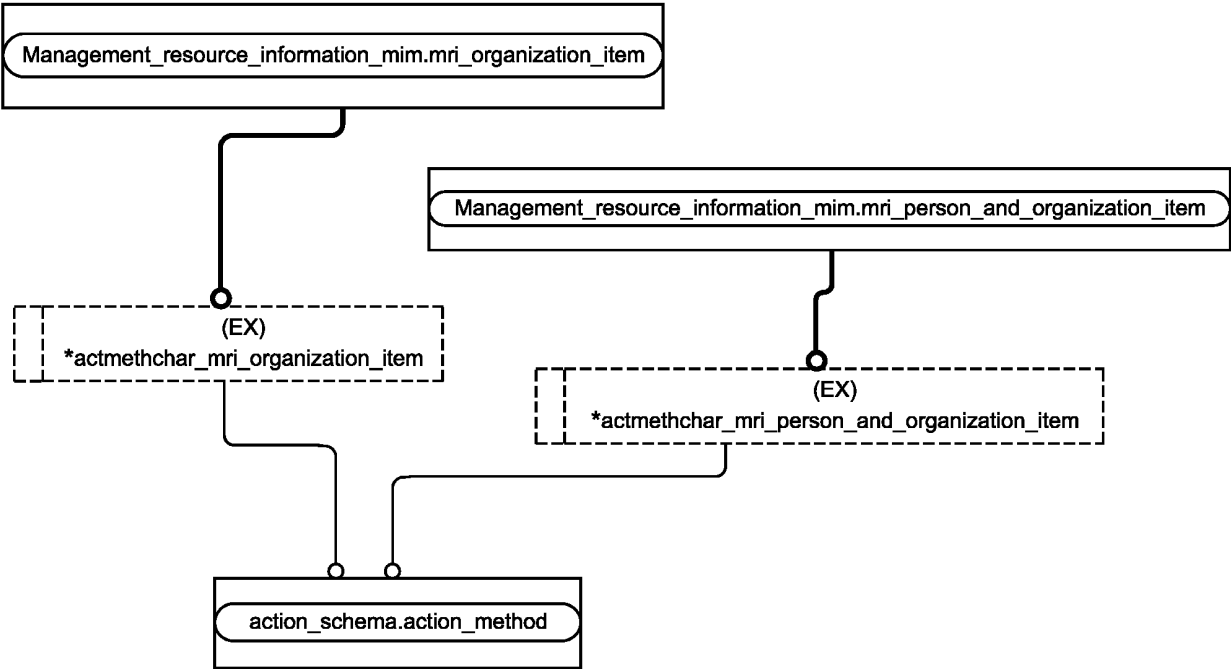 Management_resource_information_mim.mri_organization_item
Management_resource_information_mim.mri_person_and_organization_item
(EX)
*actmethchar_mri_organization_item
(EX)
*actmethchar_mri_person_and_organization_item
action_schema.action_method